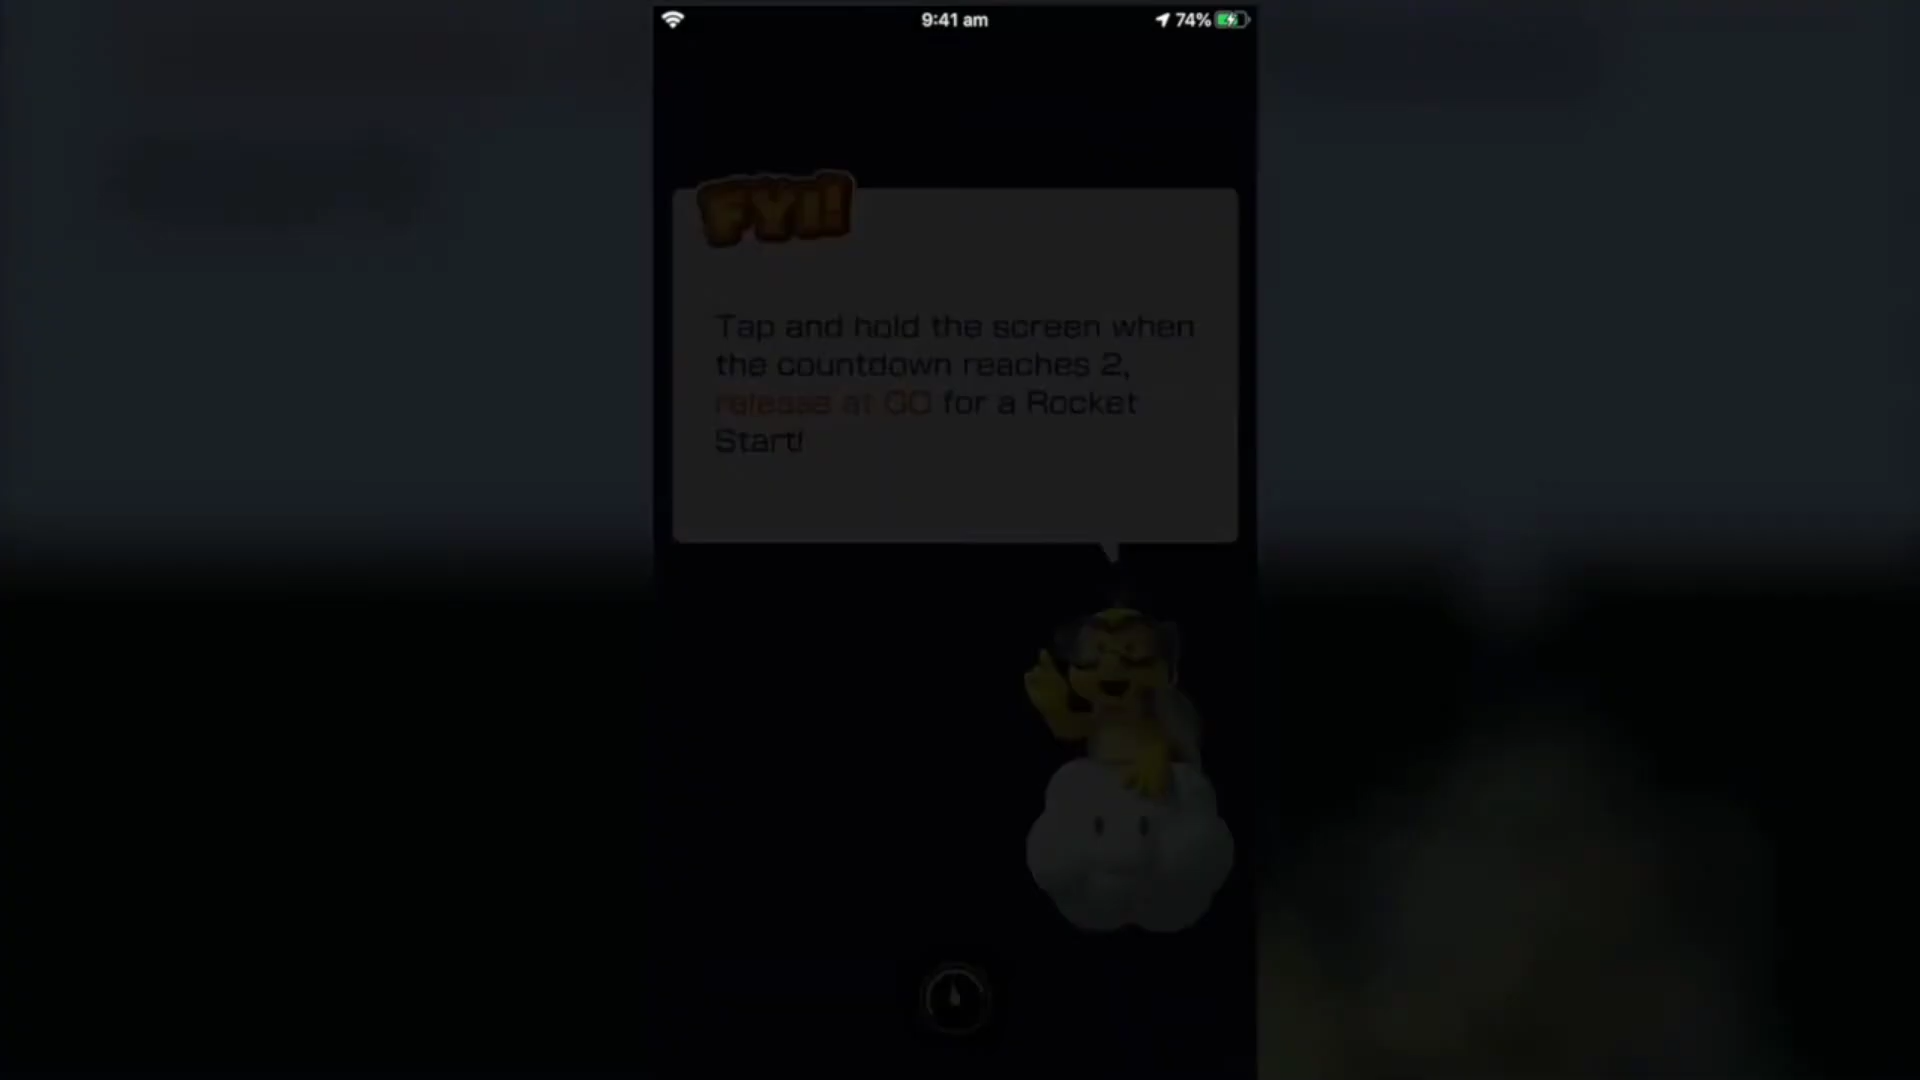 9:41 am
74%
FYI!
Tap and hold the screen when
the countdown reaches 2,
release at GO for a Rocket
Start!